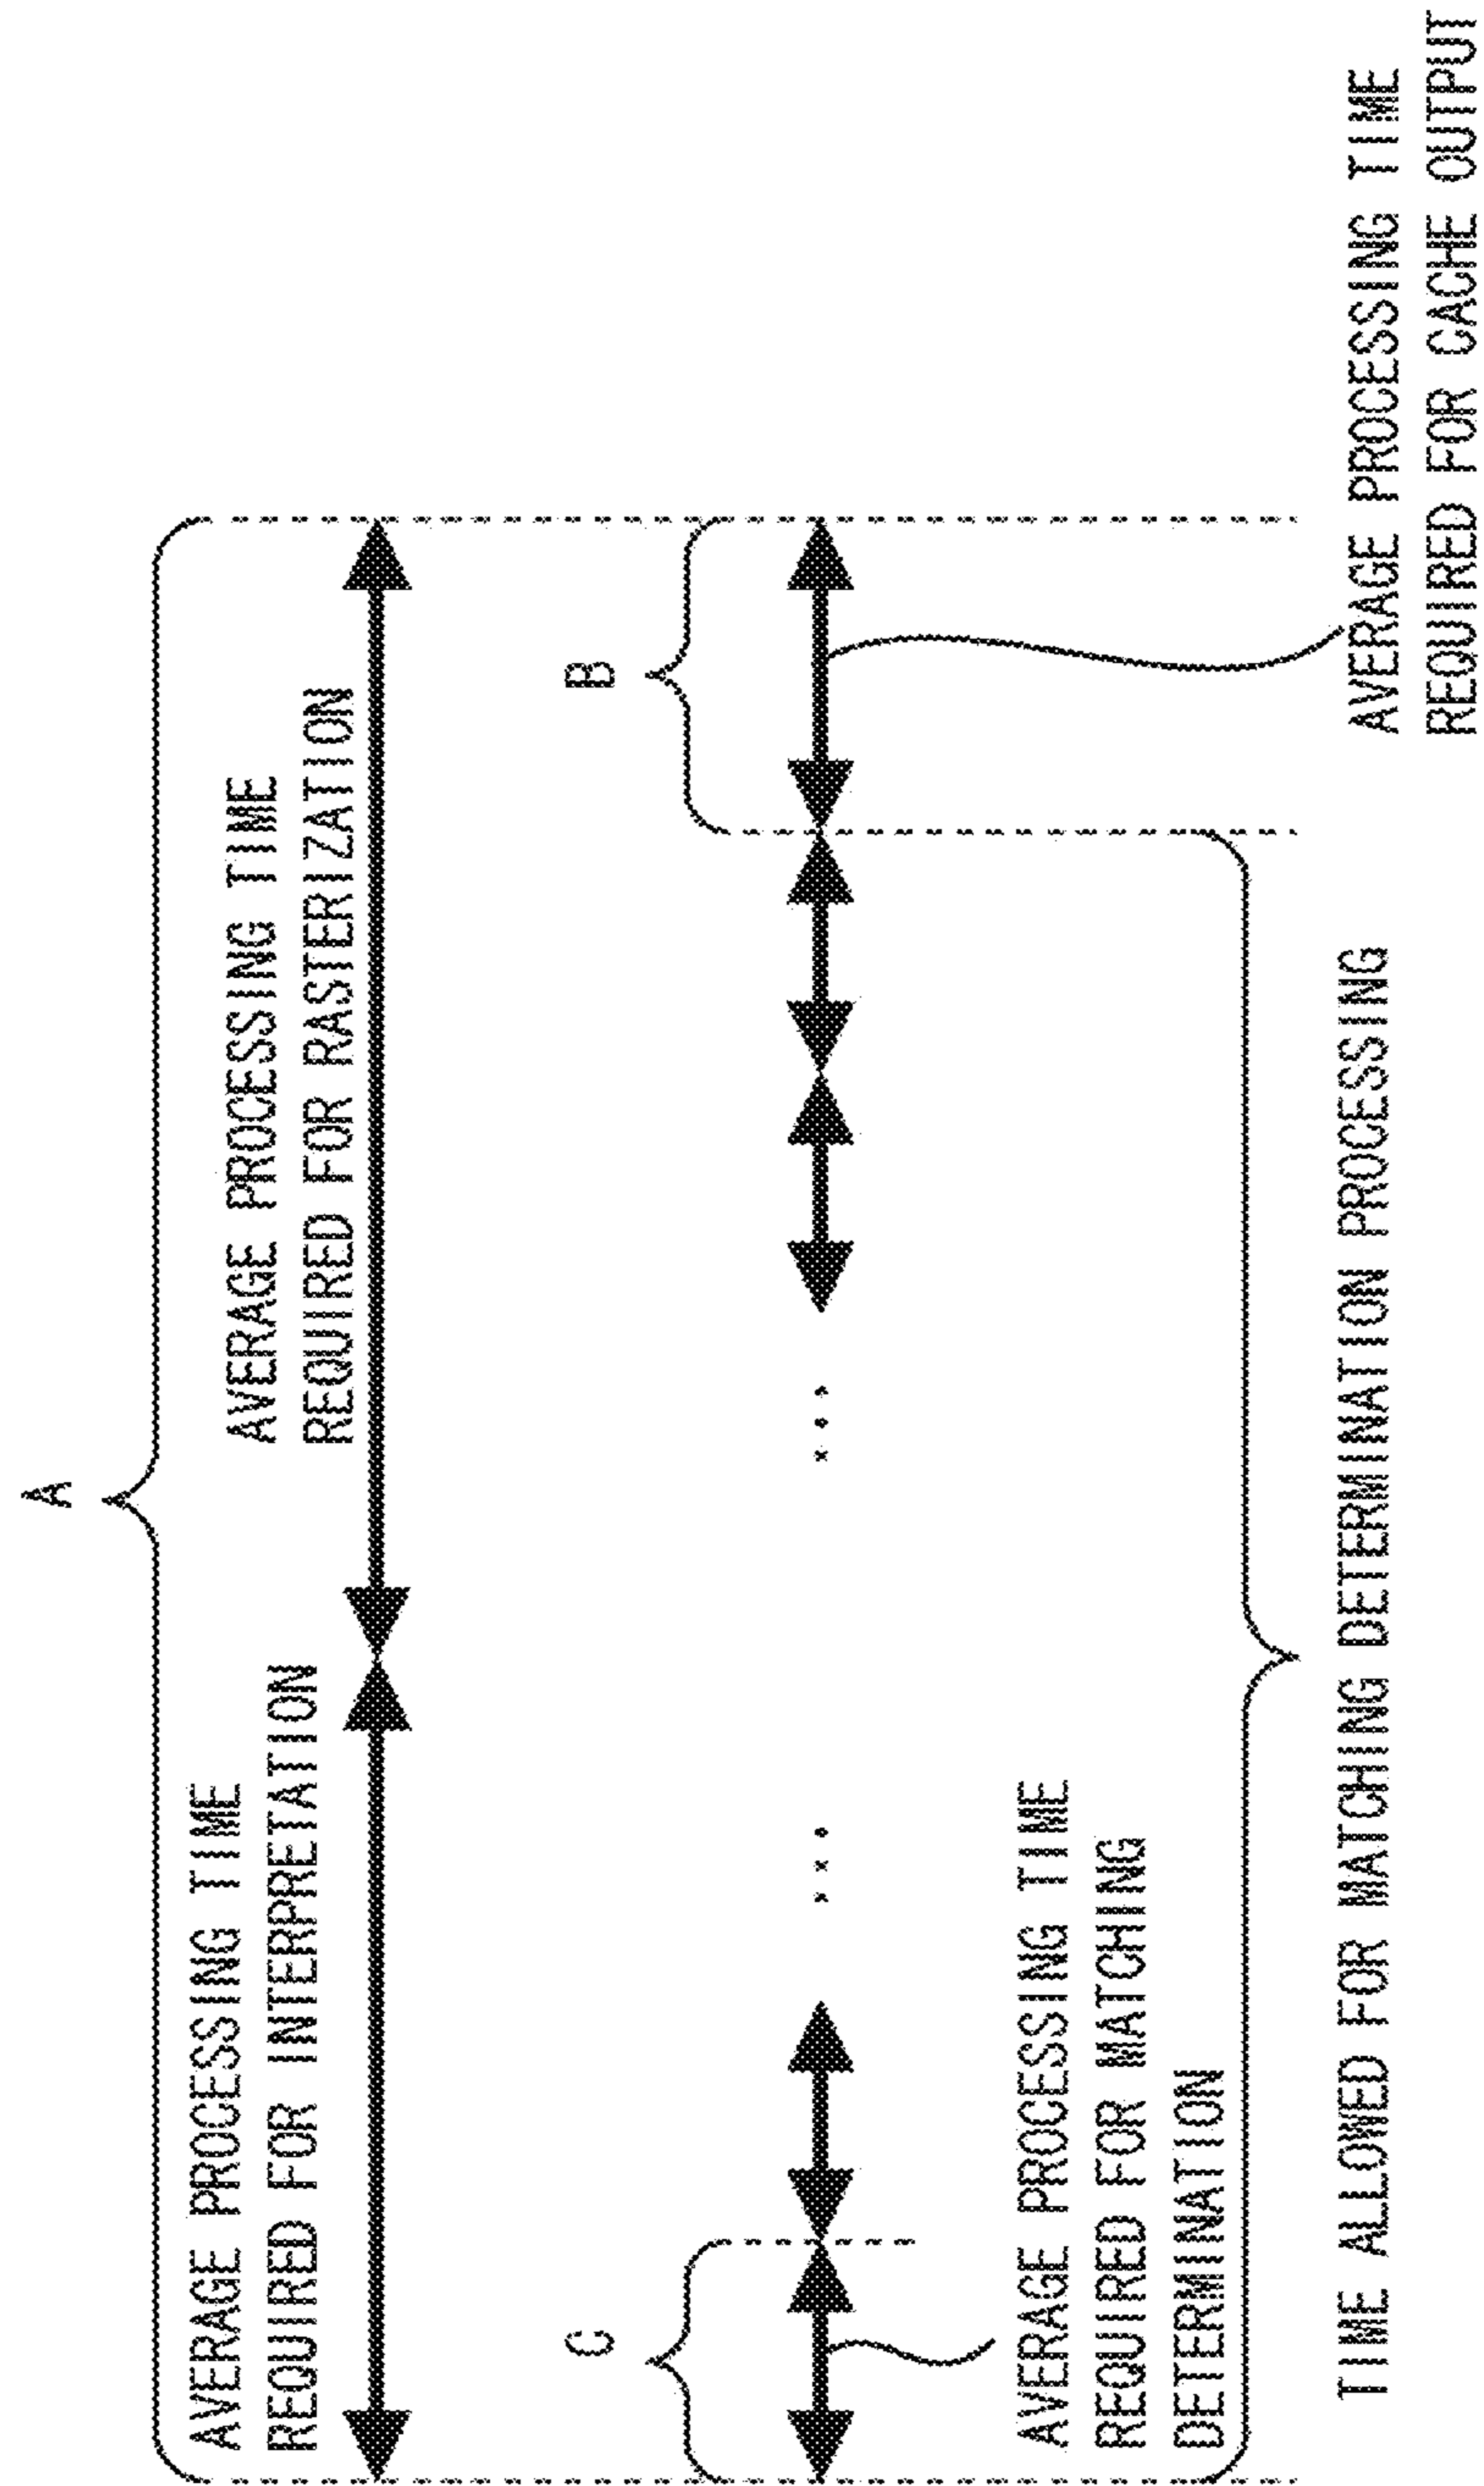 A
AVERAGE PROCESSING TIME
REQUIRED FOR INTERPRETATION
AVERAGE PROCESSING TIME
REQUIRED FOR RASTERIZATION
C
B
...
...
AVERAGE PROCESSING TIME
REQUIRED FOR MATCHING
DETERMINATION
TIME ALLOWED FOR MATCHING DETERMINATION PROCESSING
AVERAGE PROCESSING TIME
REQUIRED FOR CACHE OUTPUT